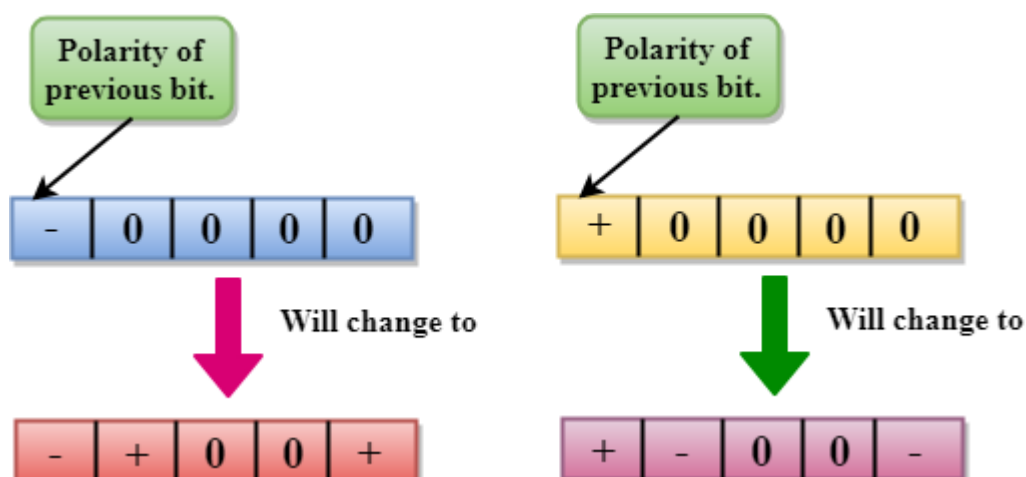 Polarity of
previous bit.
- 0 0 0 0
Will change to
- + 0 0 +
Polarity of
previous bit.
+ 0 0 0 0
Will change to
+ - 0 0 -